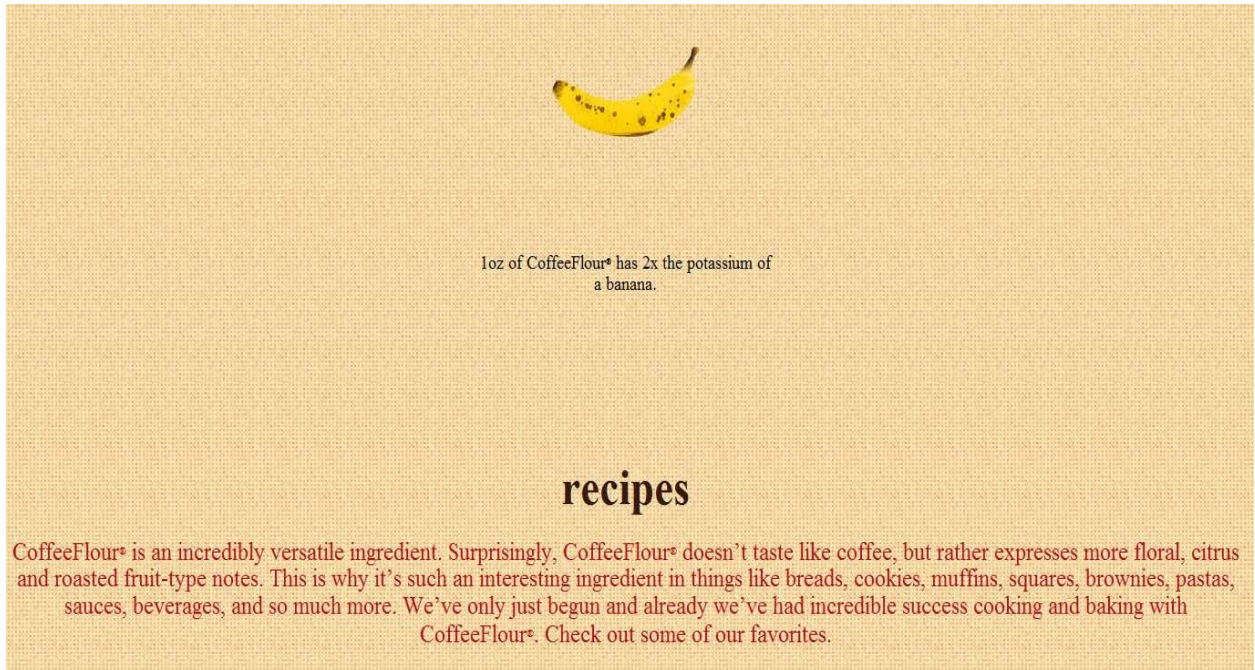 1oz of CoffeeFlour® has 2x the potassium of
a banana.
recipes
CoffeeFlour® is an incredibly versatile ingredient. Surprisingly, CoffeeFlour® doesn’t taste like coffee, but rather expresses more floral, citrus
and roasted fruit-type notes. This is why it’s such an interesting ingredient in things like breads, cookies, muffins, squares, brownies, pastas,
sauces, beverages, and so much more. We’ve only just begun and already we’ve had incredible success cooking and baking with
CoffeeFlour®. Check out some of our favorites.